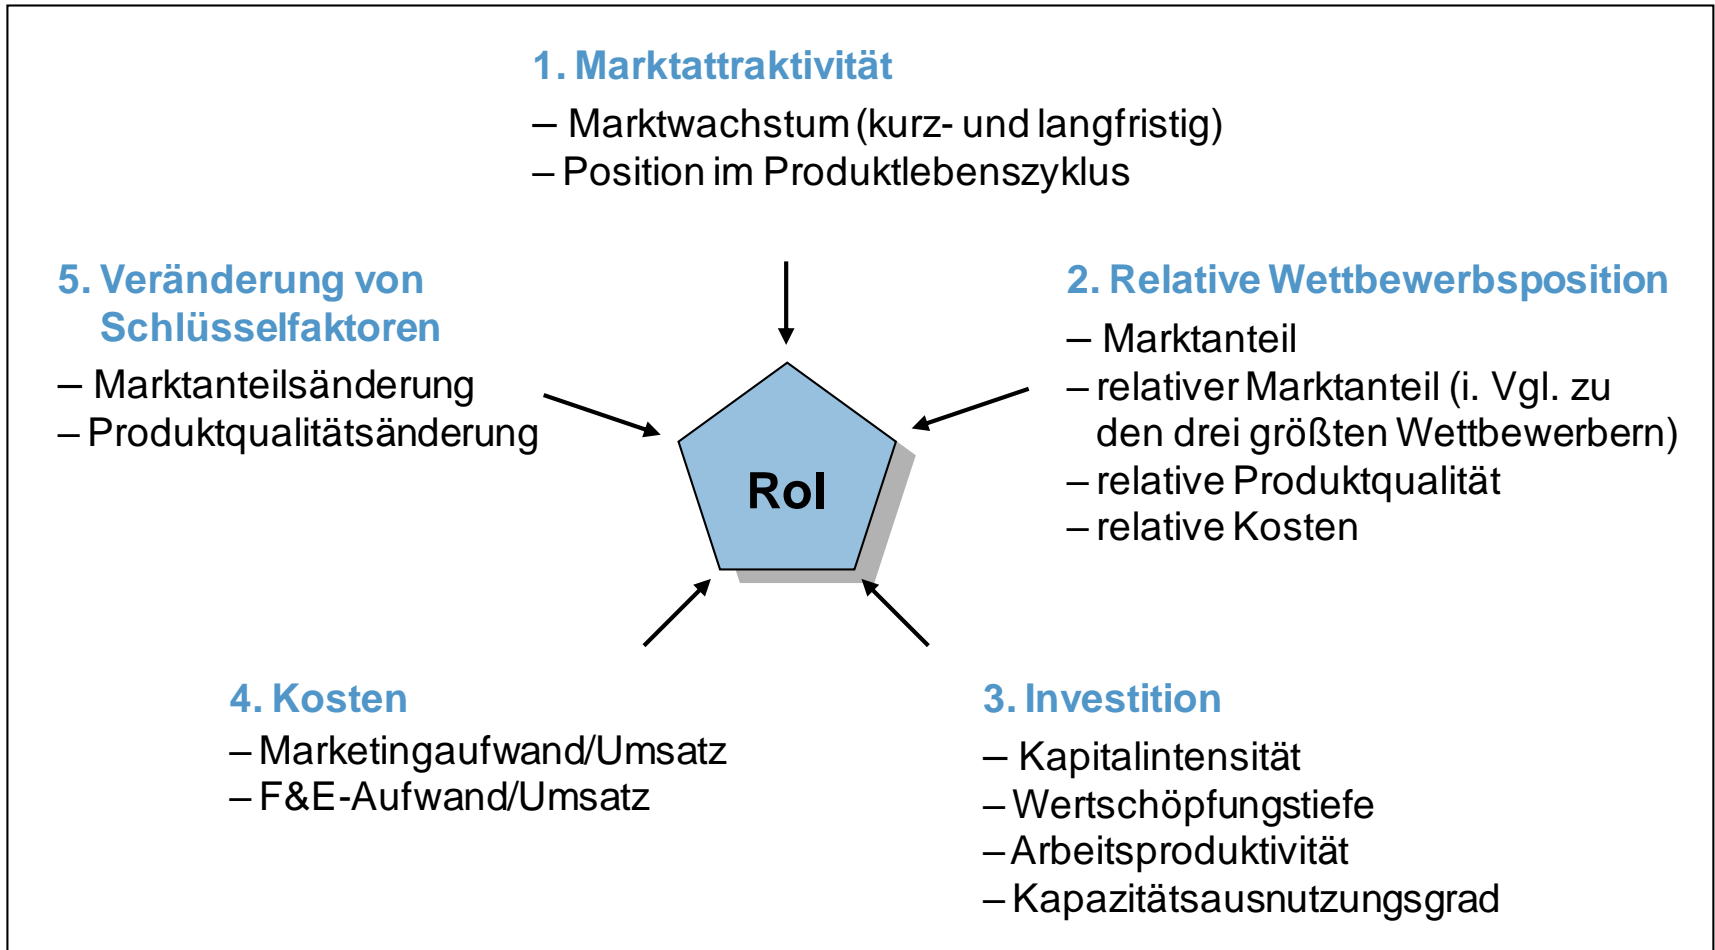 1. Marktattraktivität
– Marktwachstum (kurz- und langfristig)
– Position im Produktlebenszyklus
2. Relative Wettbewerbsposition
– Marktanteil
– relativer Marktanteil (i. Vgl. zu
den drei größten Wettbewerbern)
– relative Produktqualität
– relative Kosten
3. Investition
– Kapitalintensität
– Wertschöpfungstiefe
– Arbeitsproduktivität
– Kapazitätsausnutzungsgrad
4. Kosten
– Marketingaufwand/Umsatz
– F&E-Aufwand/Umsatz
5. Veränderung von
Schlüsselfaktoren
– Marktanteilsänderung
– Produktqualitätsänderung
RoI